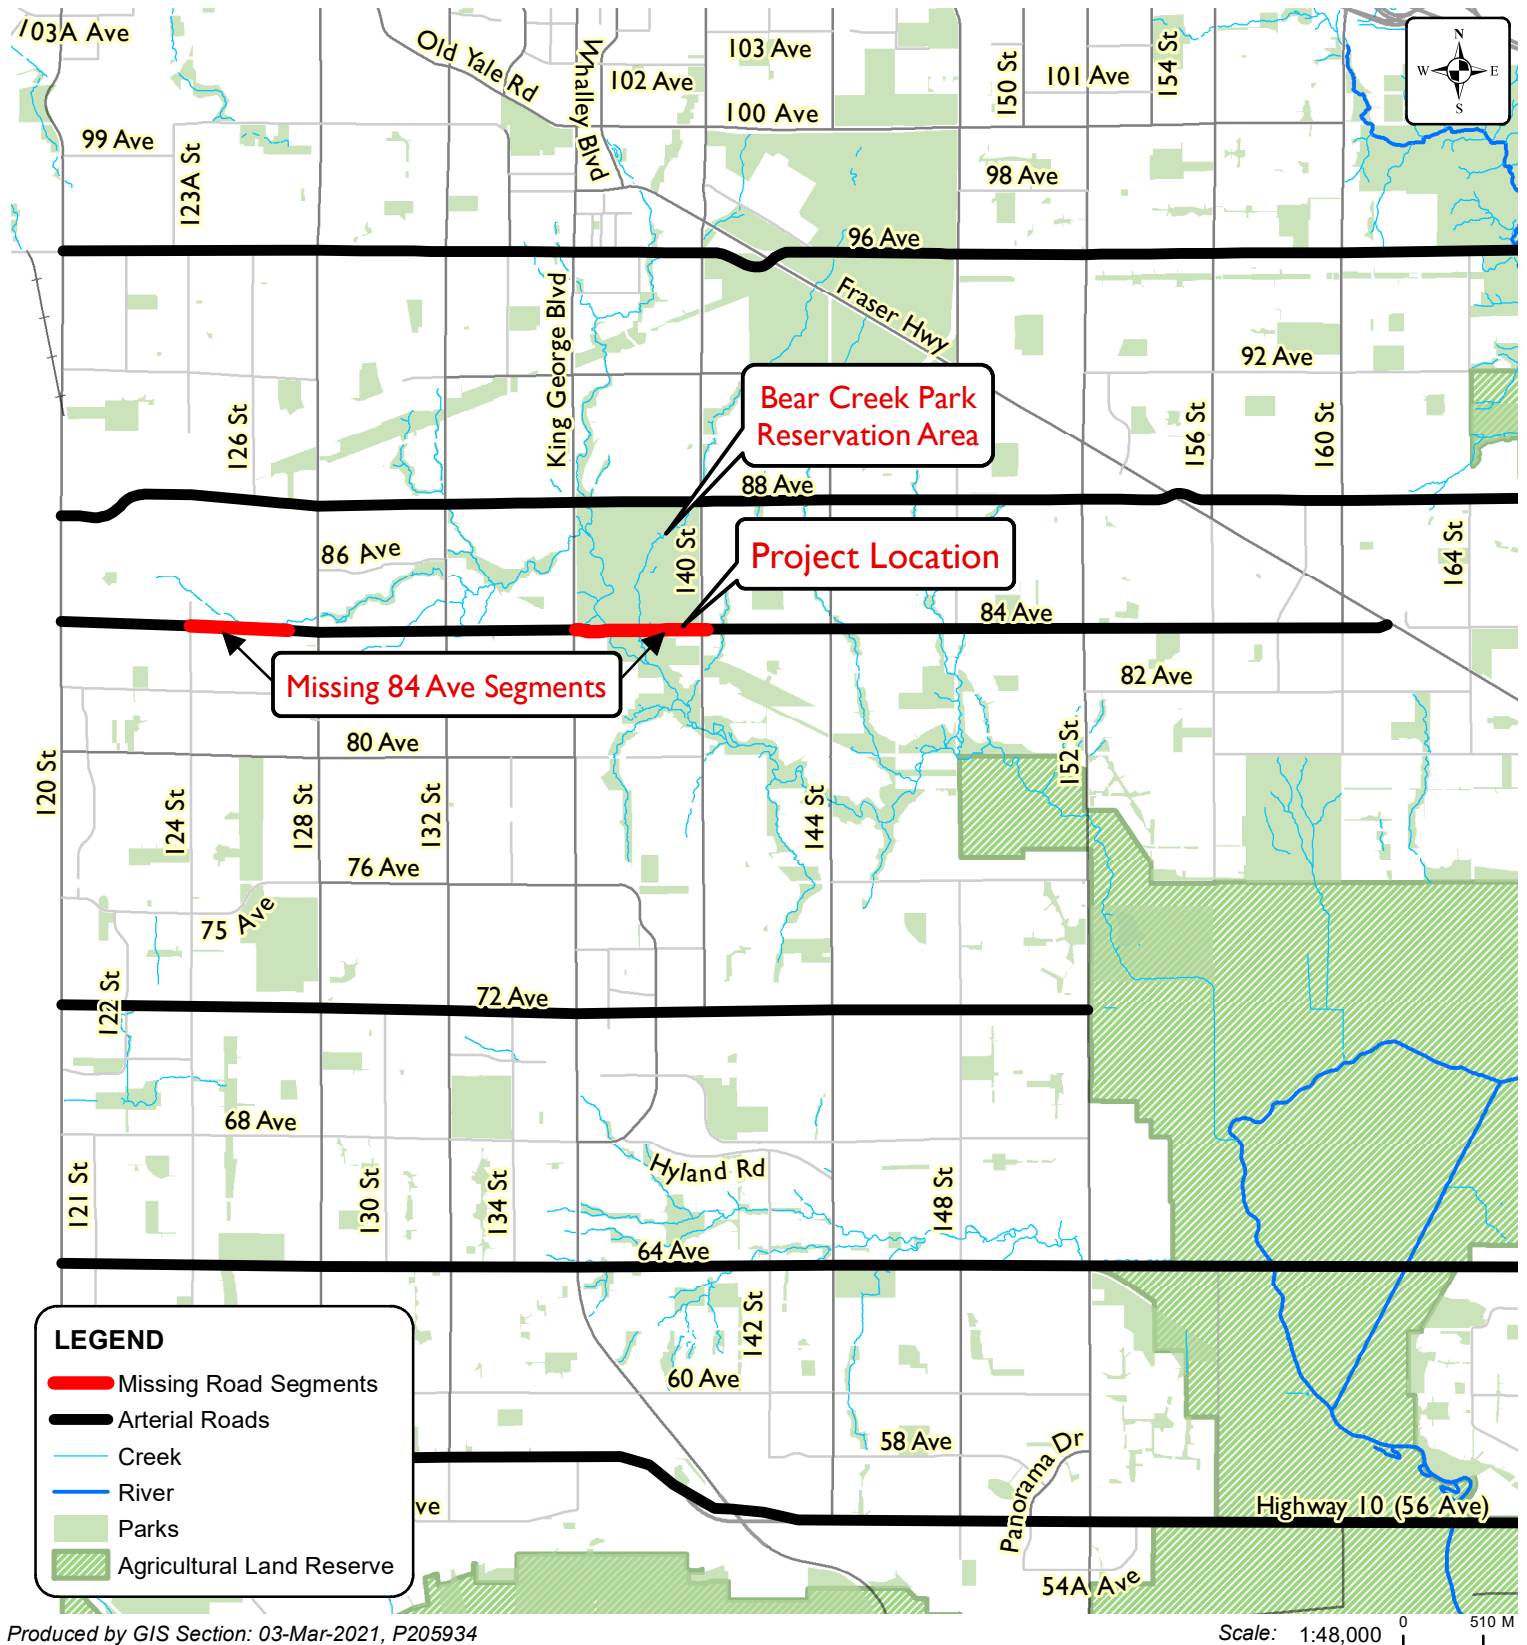 103A Ave
Old Yale Rd
Whalley Blvd
103 Ave
102 Ave
100 Ave
150 St
101 Ave
154 St
N
W
E
S
99 Ave
123A St
98 Ave
96 Ave
King George Blvd
Fraser Hwy
92 Ave
Bear Creek Park
Reservation Area
126 St
156 St
160 St
88 Ave
86 Ave
140 St
Project Location
164 St
84 Ave
Missing 84 Ave Segments
82 Ave
80 Ave
120 St
152 St
124 St
128 St
132 St
144 St
76 Ave
75 Ave
122 St
72 Ave
68 Ave
121 St
130 St
134 St
Hyland Rd
148 St
64 Ave
142 St
60 Ave
58 Ave
Panorama Dr
ve
Highway 10 (56 Ave)
54A Ave
LEGEND
Missing Road Segments
Arterial Roads
Creek
River
Parks
Agricultural Land Reserve
Produced by GIS Section: 03-Mar-2021, P205934
Scale: 1:48,000
0 510 M